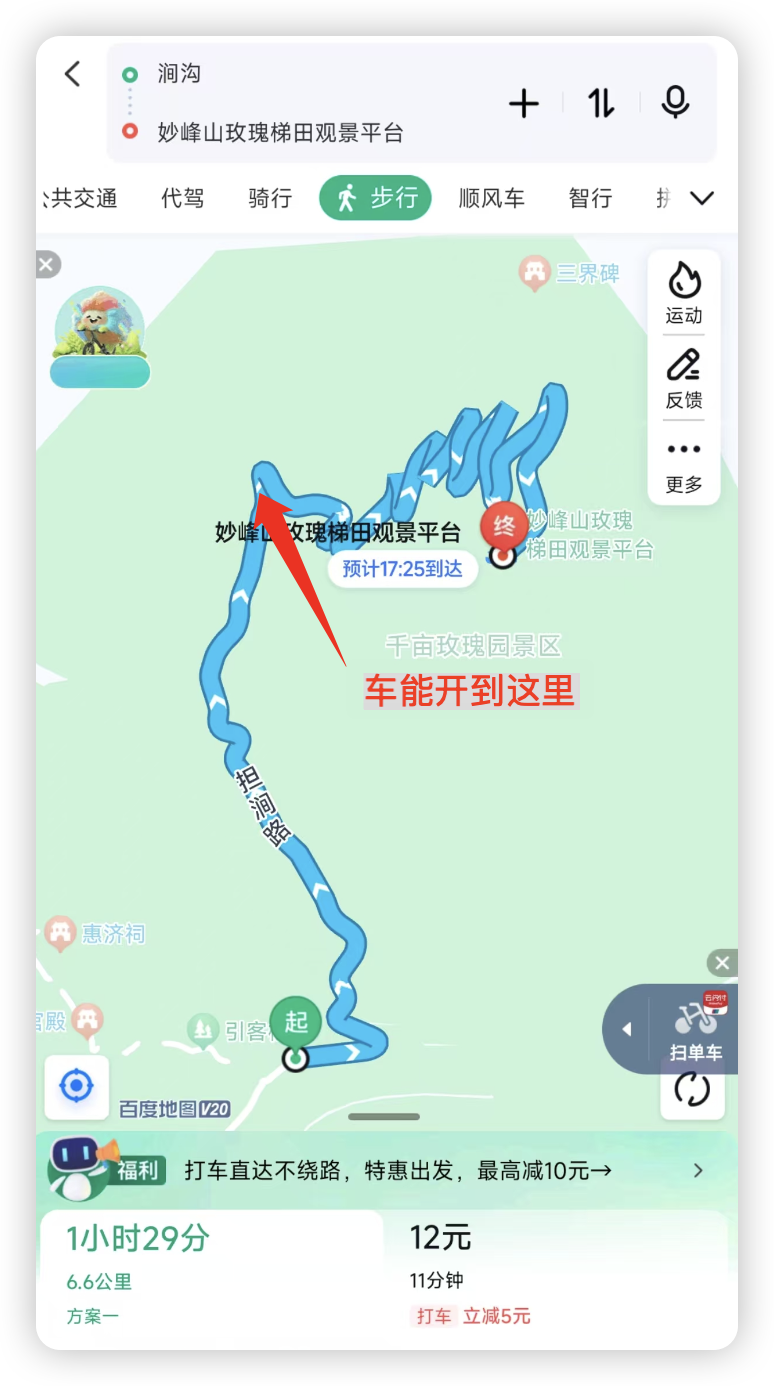 涧沟
妙峰山玫瑰梯田观景平台
公共交通
代驾
骑行
步行
顺风车
智行
三界碑
运动
反馈
更多
妙峰山玫瑰梯田观景平台
终
妙峰山玫瑰
梯田观景平台
预计17:25到达
千亩玫瑰园景区
车能开到这里
担涧路
惠济祠
宫殿
引客
起
扫单车
百度地图 V20
福利
打车直达不绕路，特惠出发，最高减10元→
1小时29分
12元
6.6公里
11分钟
方案一
打车 立减5元